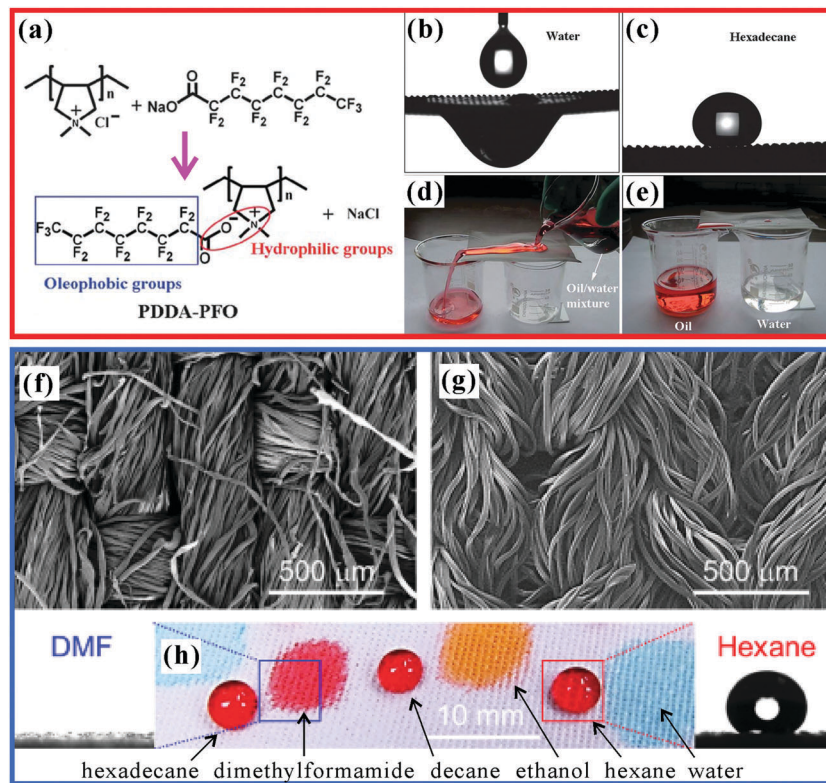 (a)
n
+
N
Cl⁻
+
NaO
O
F₂
F₂
F₂
F₂
F₂
F₂
CF₃
n
F₃C
F₂
F₂
F₂
F₂
F₂
F₂
O
O⁻
+
N
+ NaCl
Hydrophilic groups
Oleophobic groups
PDDA-PFO
(b)
Water
(c)
Hexadecane
(d)
Oil/water
mixture
(e)
Oil
Water
(f)
500 μm
(g)
500 μm
DMF
(h)
10 mm
Hexane
hexadecane dimethylformamide decane ethanol hexane water